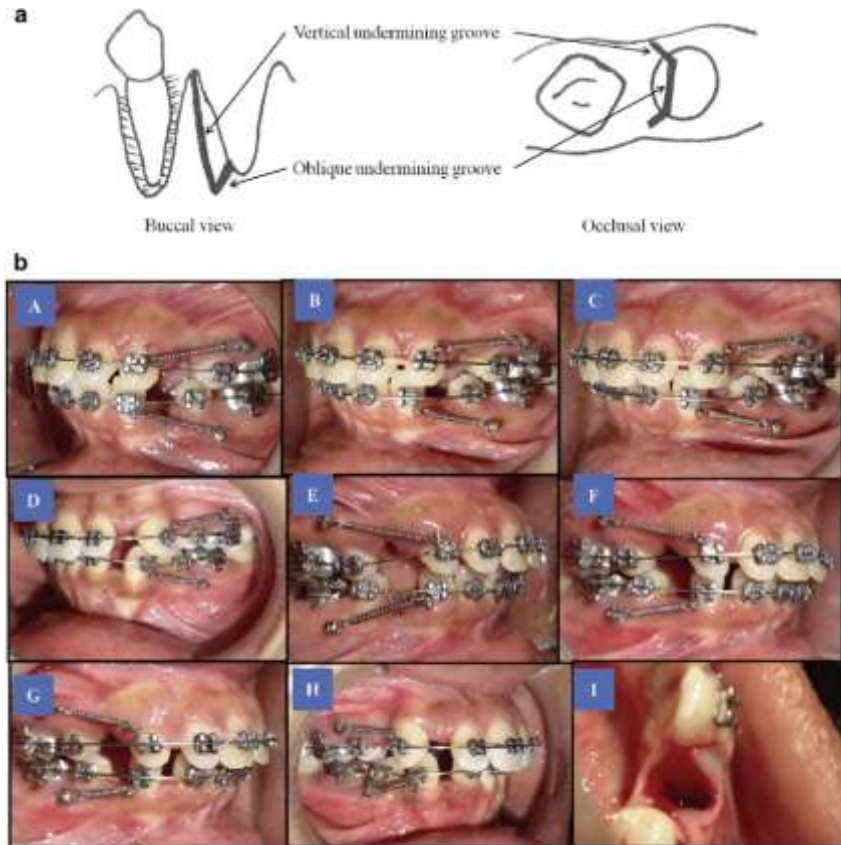 a
Vertical undermining groove
Oblique undermining groove
Buccal view
Occlusal view
b
A
B
C
D
E
F
G
H
I